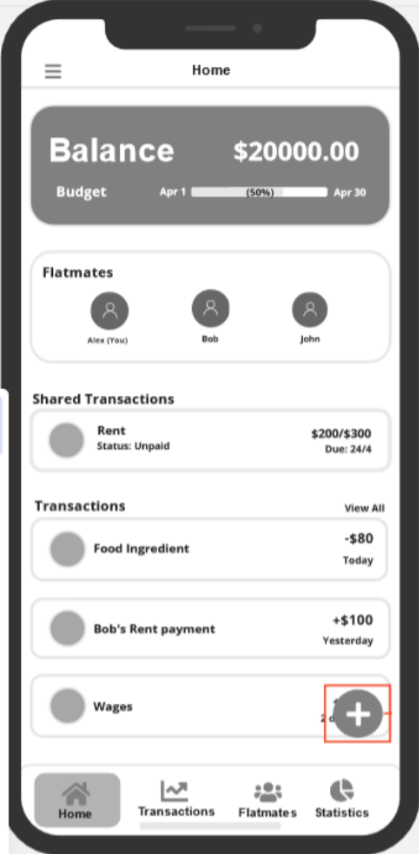 Home
Balance $20000.00
Budget Apr 1 (50%) Apr 30
Flatmates
Alex (You) Bob John
Shared Transactions
Rent $200/$300
Status: Unpaid Due: 24/4
Transactions View All
Food Ingredient -$80
Today
Bob's Rent payment +$100
Yesterday
Wages
2
Home Transactions Flatmates Statistics